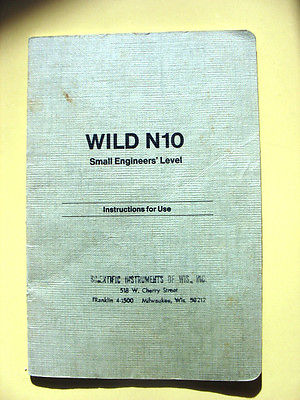 WILD N10
Small Engineers' Level
Instructions for Use
SCIENTIFIC INSTRUMENTS OF WIS., INC.
518 W. Cherry Street
FRanklin 4-1500 Milwaukee, Wis. 53212